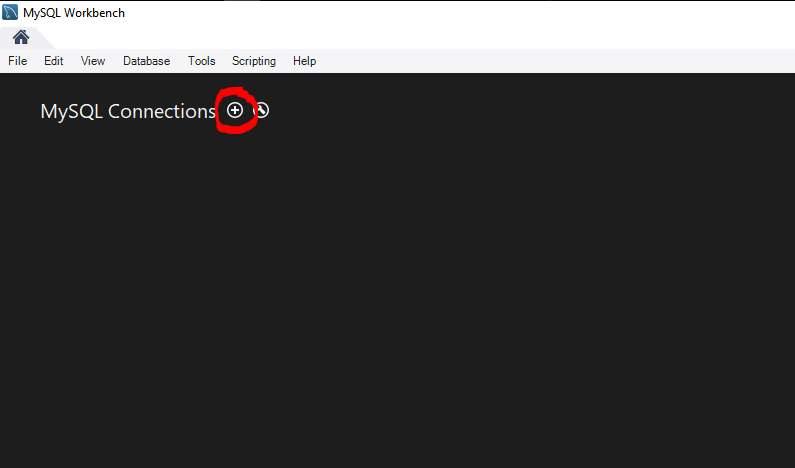 MySQL Workbench
File Edit View Database Tools Scripting Help
MySQL Connections